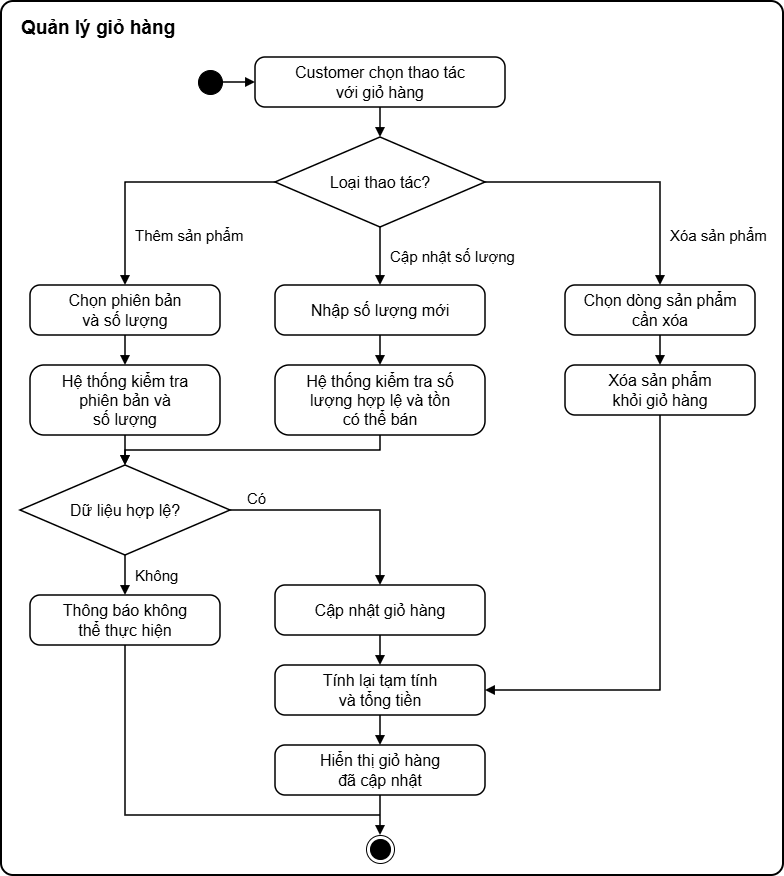 Quản lý giỏ hàng
Customer chọn thao tác
với giỏ hàng
Loại thao tác?
Thêm sản phẩm
Cập nhật số lượng
Xóa sản phẩm
Chọn phiên bản
và số lượng
Nhập số lượng mới
Chọn dòng sản phẩm
cần xóa
Hệ thống kiểm tra
phiên bản và
số lượng
Hệ thống kiểm tra số
lượng hợp lệ và tồn
có thể bán
Xóa sản phẩm
khỏi giỏ hàng
Dữ liệu hợp lệ?
Có
Không
Thông báo không
thể thực hiện
Cập nhật giỏ hàng
Tính lại tạm tính
và tổng tiền
Hiển thị giỏ hàng
đã cập nhật